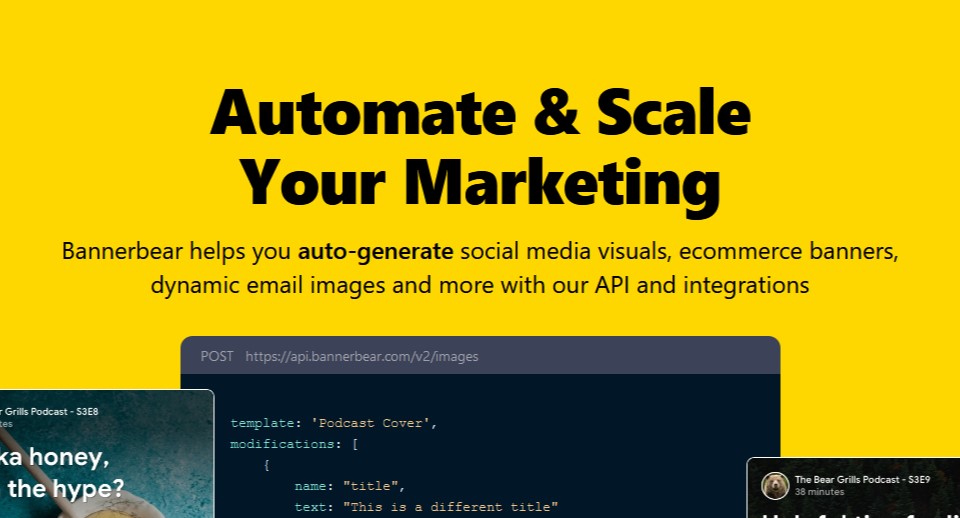 Automate & Scale
Your Marketing
Bannerbear helps you auto-generate social media visuals, ecommerce banners,
dynamic email images and more with our API and integrations
POST https://api.bannerbear.com/v2/images
Grills Podcast - S3E8
honey,
the hype?
template: 'Podcast Cover',
modifications: [
{
name: "title",
text: "This is a different title"
The Bear Grills Podcast - S3E9
38 minutes